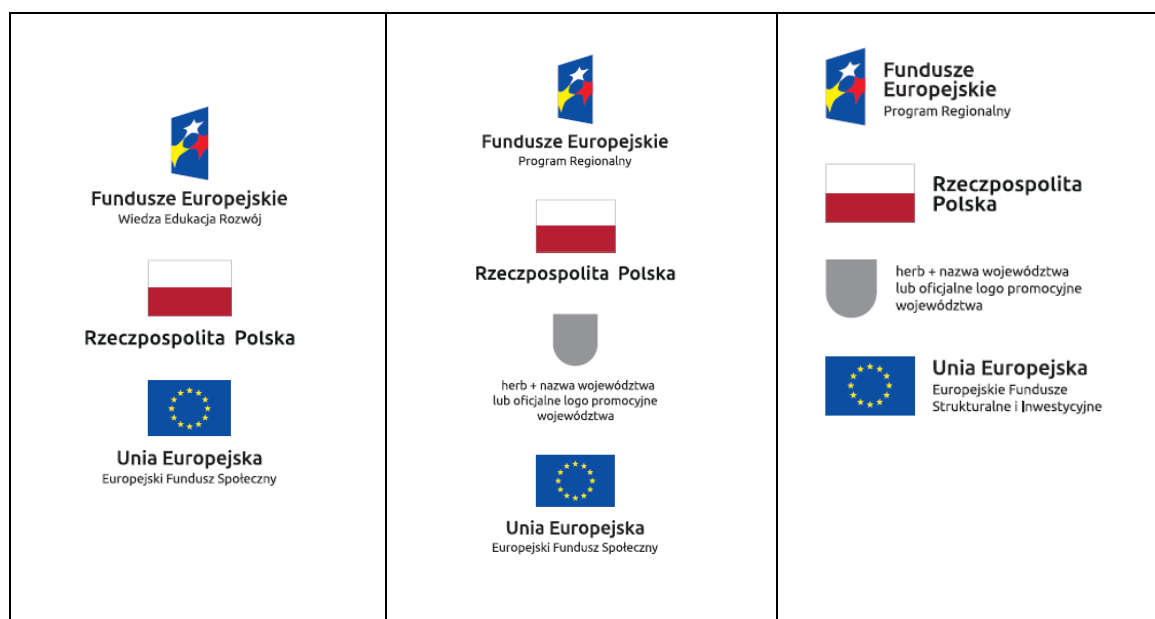 Fundusze Europejskie
Wiedza Edukacja Rozwój
Rzeczpospolita Polska
Unia Europejska
Europejski Fundusz Społeczny
Fundusze Europejskie
Program Regionalny
Rzeczpospolita Polska
herb + nazwa województwa
lub oficjalne logo promocyjne
województwa
Unia Europejska
Europejski Fundusz Społeczny
Fundusze
Europejskie
Program Regionalny
Rzeczpospolita
Polska
herb + nazwa województwa
lub oficjalne logo promocyjne
województwa
Unia Europejska
Europejskie Fundusze
Strukturalne i Inwestycyjne